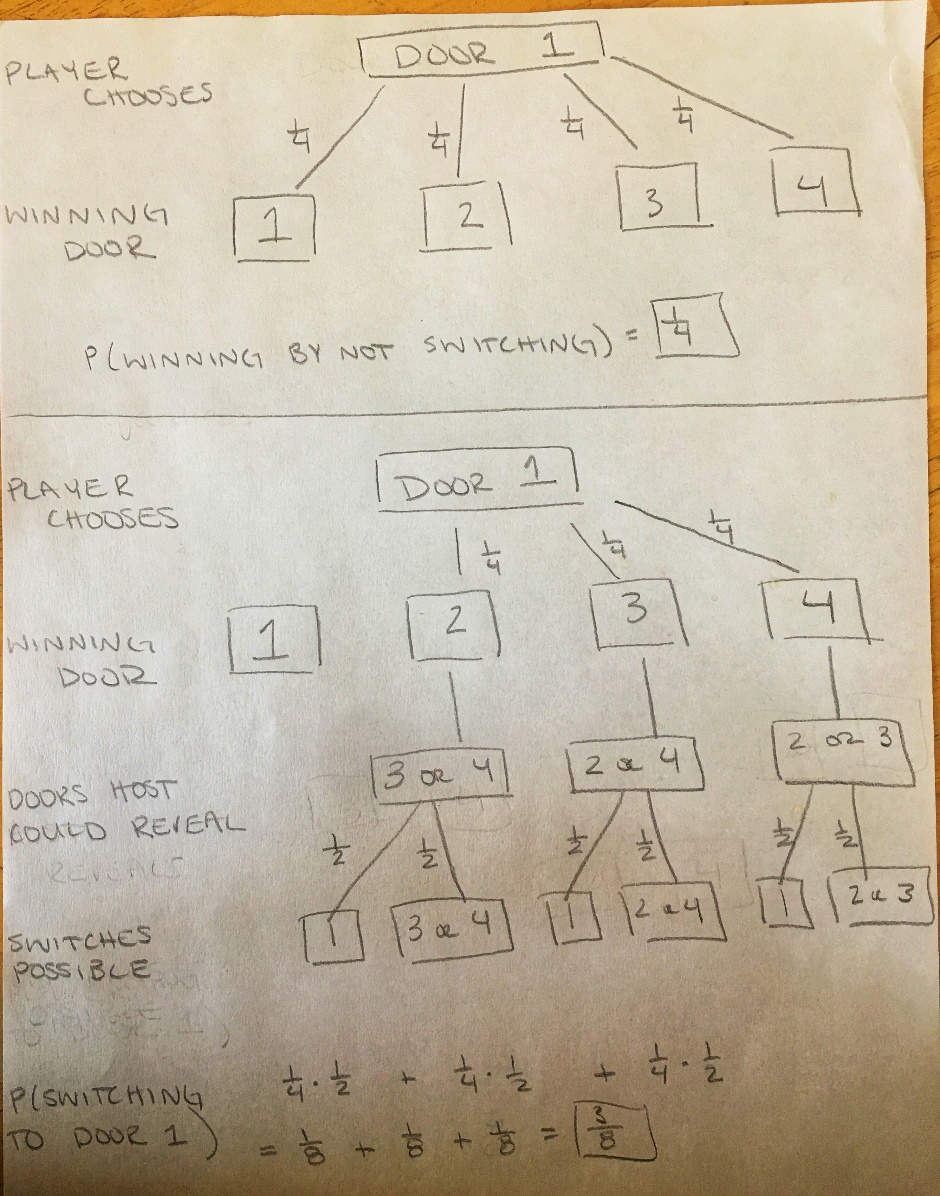 DOOR 1
PLAYER
CHOOSES
1/4 1/4 1/4 1/4
WINNING
DOOR
1 2 3 4
P(WINNING BY NOT SWITCHING) = 1/4
DOOR 1
PLAYER
CHOOSES
1/4 1/4 1/4
WINNING
DOOR
1 2 3 4
3 OR 4 2 OR 4 2 OR 3
DOORS HOST
COULD REVEAL
REVEALS
1/2 1/2 1/2 1/2 1/2 1/2
1 3 OR 4 1 2 OR 4 1 2 OR 3
SWITCHES
POSSIBLE
1/4 · 1/2 + 1/4 · 1/2 + 1/4 · 1/2
P(SWITCHING
TO DOOR 1)
= 1/8 + 1/8 + 1/8 = 3/8